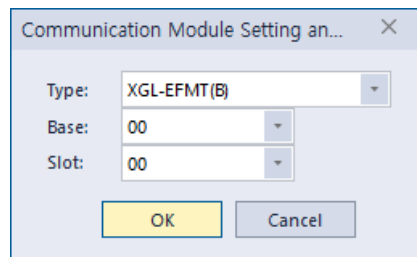 Communication Module Setting an...
Type: XGL-EFMT(B)
Base: 00
Slot: 00
OK Cancel